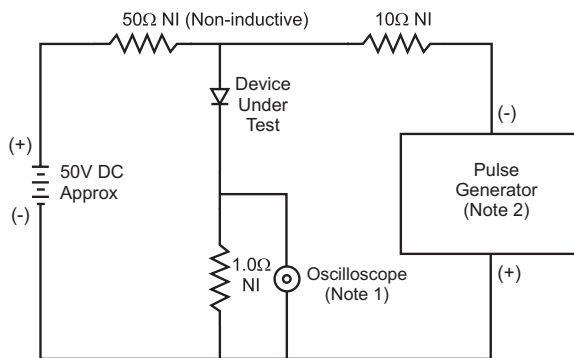 50Ω NI (Non-inductive)
10Ω NI
Device
Under
Test
(-)
(+)
50V DC
Approx
(-)
Pulse
Generator
(Note 2)
1.0Ω
NI
Oscilloscope
(Note 1)
(+)